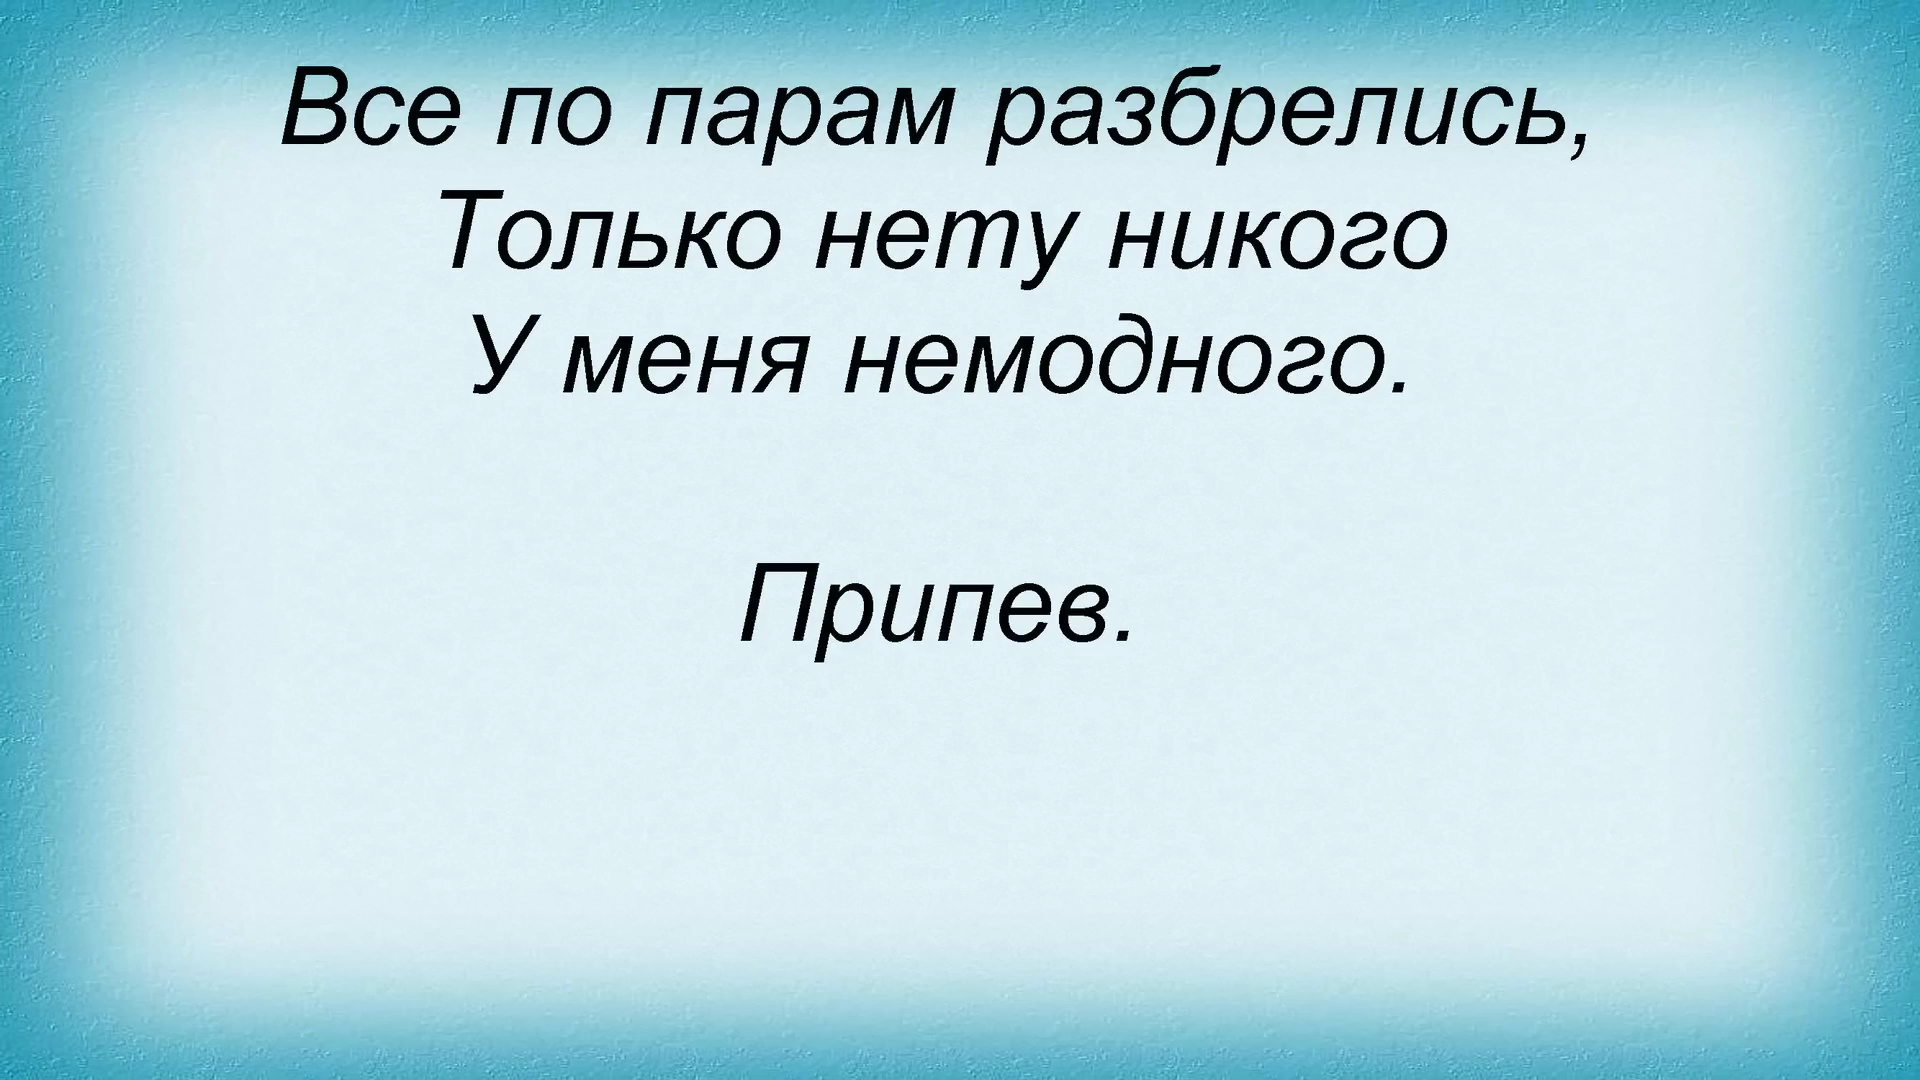 Все по парам разбрелись,
Только нету никого
У меня немодного.
Припев.